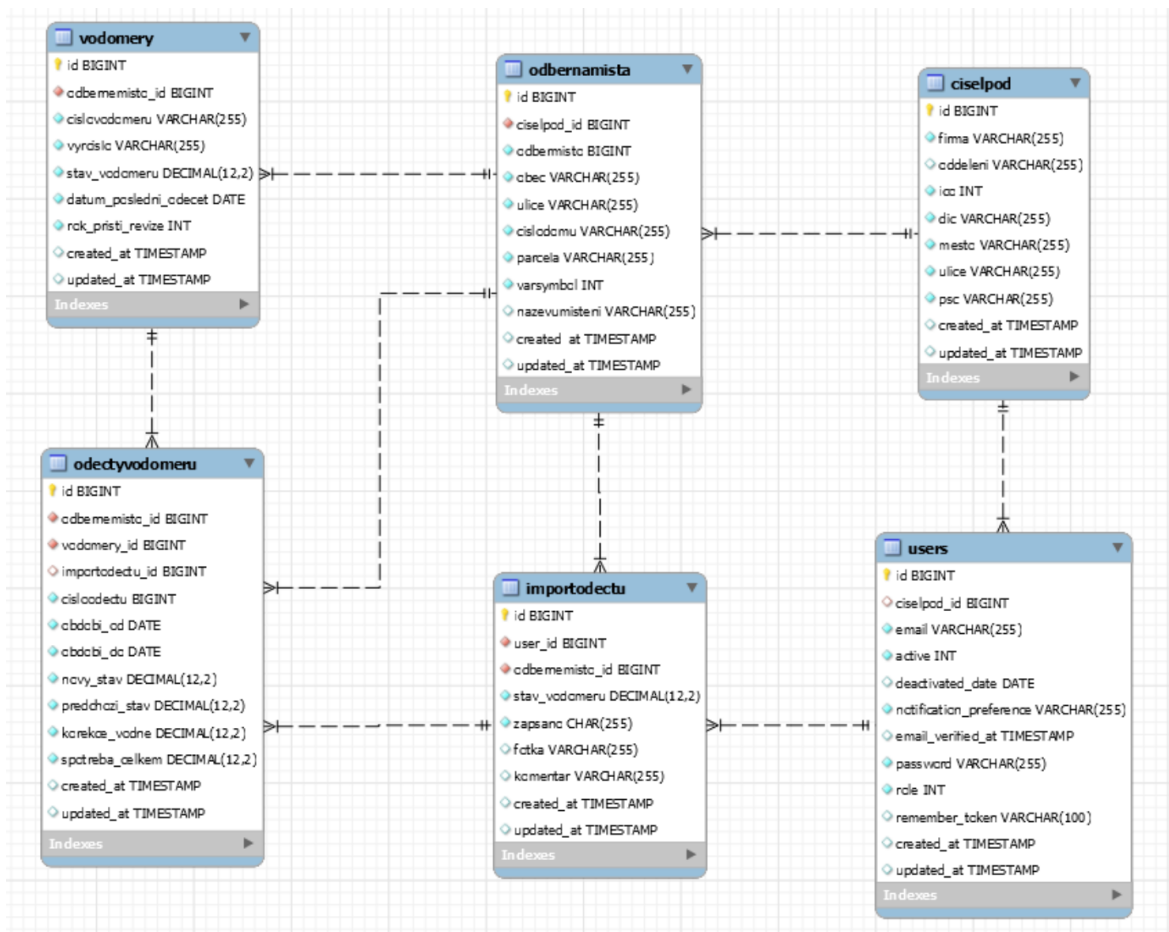 vodomery
id BIGINT
odbernemisto_id BIGINT
cislovodomeru VARCHAR(255)
vyrcislo VARCHAR(255)
stav_vodomeru DECIMAL(12,2)
datum_posledni_odecet DATE
rok_pristi_revize INT
created_at TIMESTAMP
updated_at TIMESTAMP
Indexes
odbernamista
id BIGINT
ciselpod_id BIGINT
odbermisto BIGINT
obec VARCHAR(255)
ulice VARCHAR(255)
cislodomu VARCHAR(255)
parcela VARCHAR(255)
varsymbol INT
nazevumisteni VARCHAR(255)
created_at TIMESTAMP
updated_at TIMESTAMP
Indexes
ciselpod
id BIGINT
firma VARCHAR(255)
oddeleni VARCHAR(255)
ico INT
dic VARCHAR(255)
mesto VARCHAR(255)
ulice VARCHAR(255)
psc VARCHAR(255)
created_at TIMESTAMP
updated_at TIMESTAMP
Indexes
odectyvodomeru
id BIGINT
odbernemisto_id BIGINT
vodomery_id BIGINT
importodectu_id BIGINT
cisloodectu BIGINT
obdobi_od DATE
obdobi_do DATE
novy_stav DECIMAL(12,2)
predchozi_stav DECIMAL(12,2)
korekce_vodne DECIMAL(12,2)
spotreba_celkem DECIMAL(12,2)
created_at TIMESTAMP
updated_at TIMESTAMP
Indexes
importodectu
id BIGINT
user_id BIGINT
odbernemisto_id BIGINT
stav_vodomeru DECIMAL(12,2)
zapsano CHAR(255)
fotka VARCHAR(255)
komentar VARCHAR(255)
created_at TIMESTAMP
updated_at TIMESTAMP
Indexes
users
id BIGINT
ciselpod_id BIGINT
email VARCHAR(255)
active INT
deactivated_date DATE
notification_preference VARCHAR(255)
email_verified_at TIMESTAMP
password VARCHAR(255)
role INT
remember_token VARCHAR(100)
created_at TIMESTAMP
updated_at TIMESTAMP
Indexes